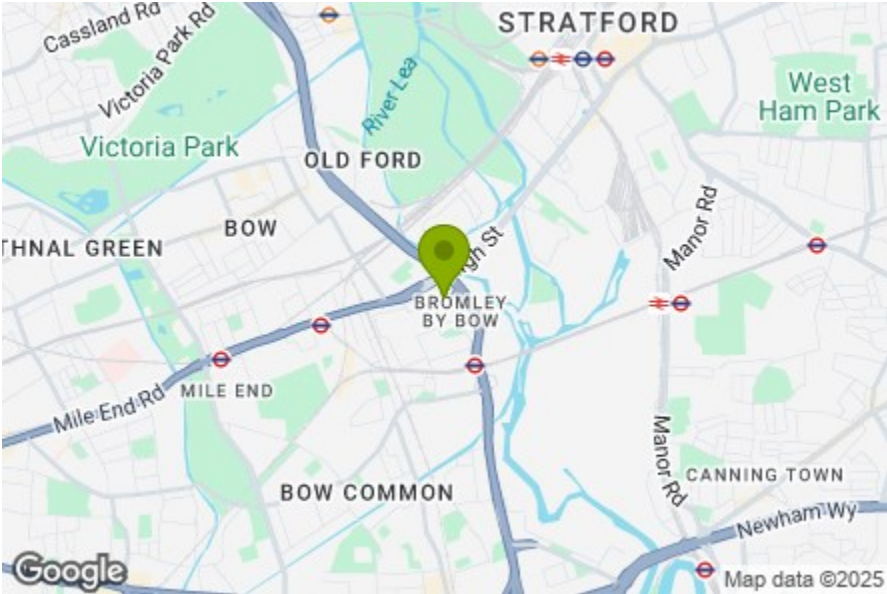 Cassland Rd
Victoria Park Rd
STRATFORD
River Lea
West
Ham Park
Victoria Park
OLD FORD
BOW
Manor Rd
THNAL GREEN
gh St
BROMLEY
BY BOW
MILE END
Mile End Rd
Manor Rd
CANNING TOWN
BOW COMMON
Newham Wy
Google
Map data ©2025